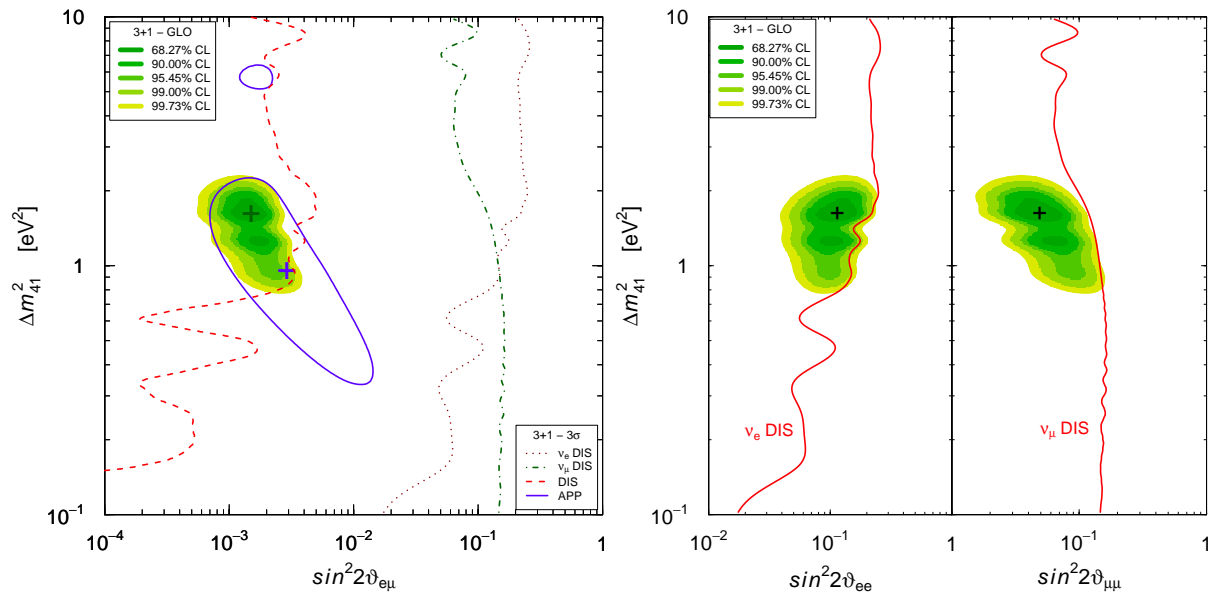 3+1 − GLO
68.27% CL
90.00% CL
95.45% CL
99.00% CL
99.73% CL
3+1 − 3σ
νe DIS
νμ DIS
DIS
APP
10
1
10−1
Δm²41 [eV²]
10−4 10−3 10−2 10−1 1
sin²2ϑeμ
3+1 − GLO
68.27% CL
90.00% CL
95.45% CL
99.00% CL
99.73% CL
νe DIS
νμ DIS
10
1
10−1
Δm²41 [eV²]
10−2 10−1 1 10−1 1
sin²2ϑee sin²2ϑμμ